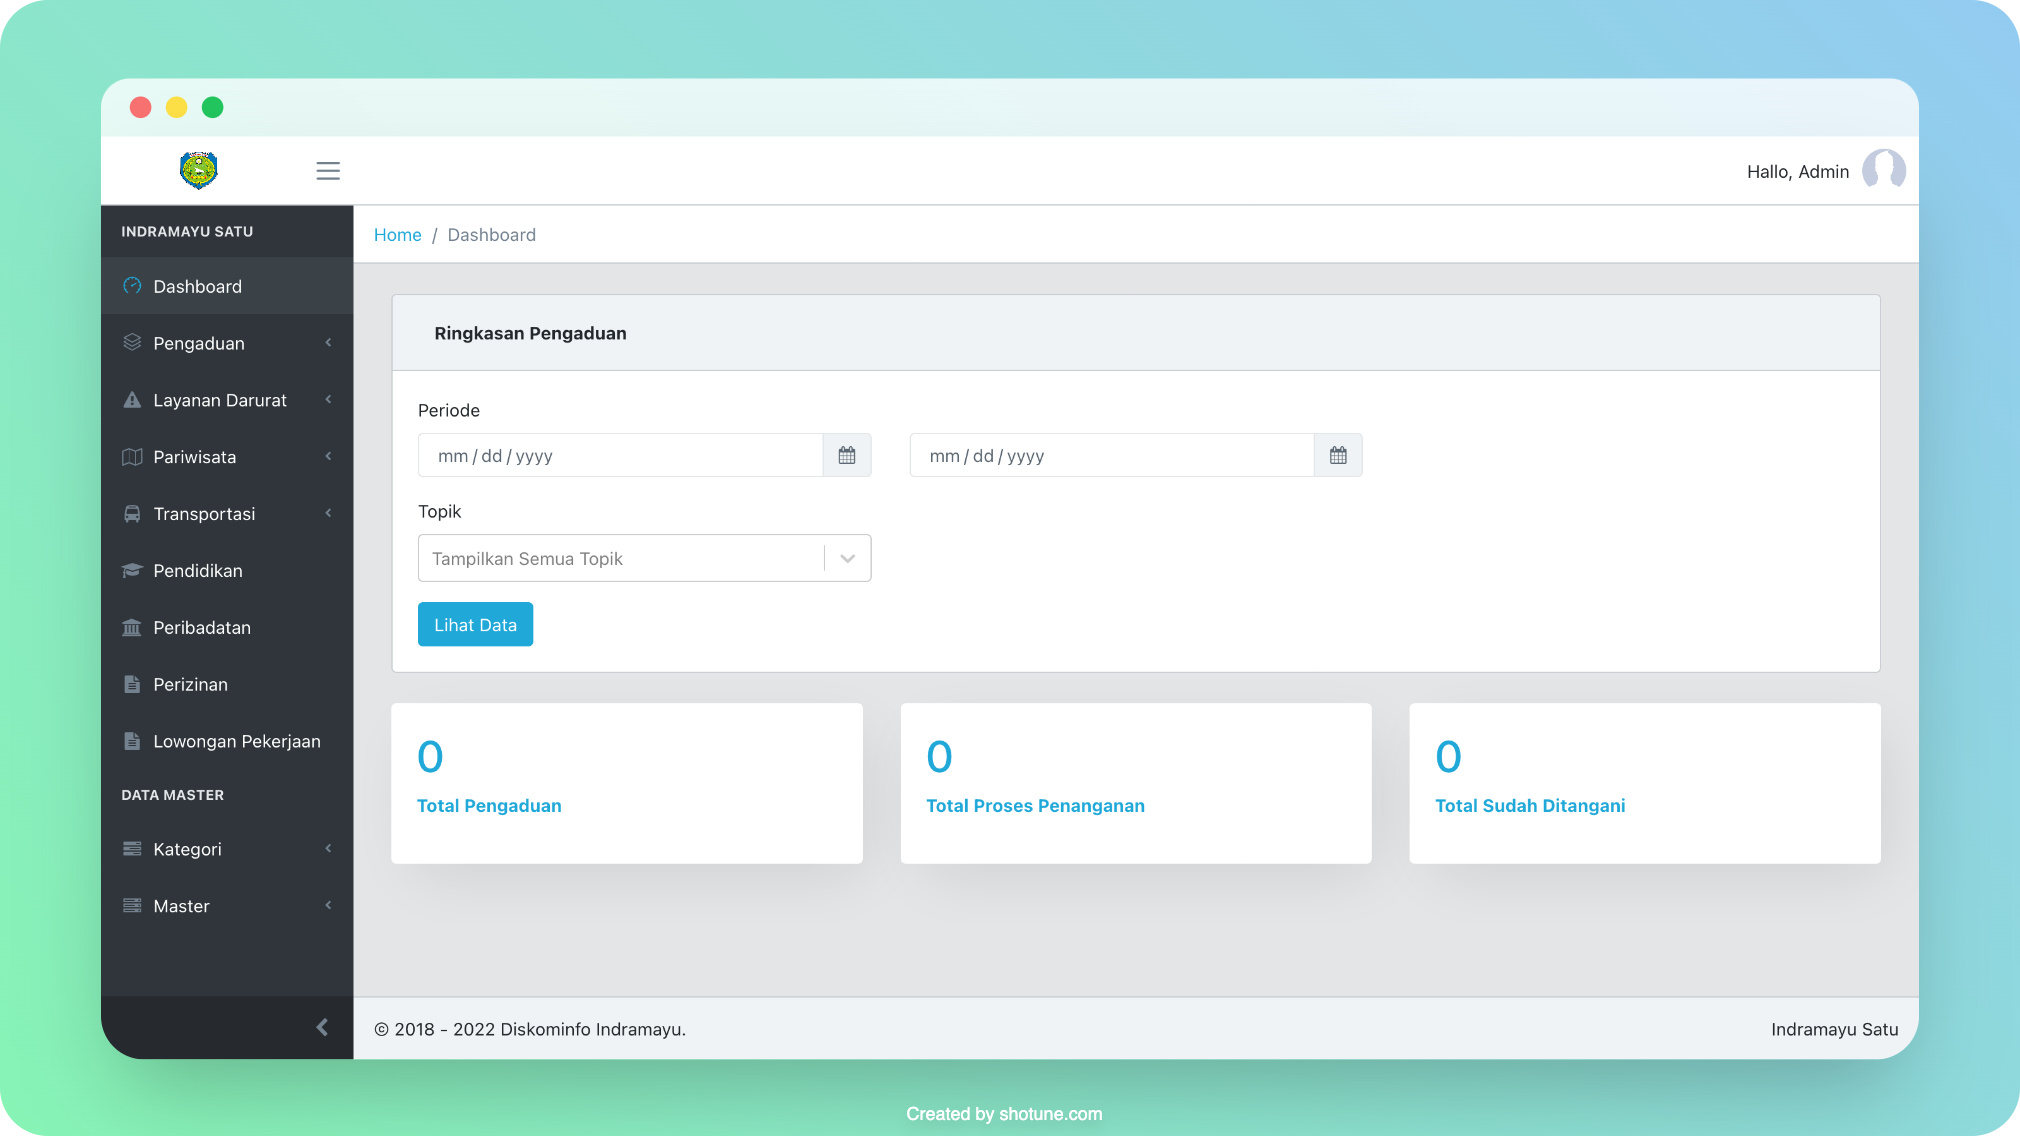 Hallo, Admin
INDRAMAYU SATU
Dashboard
Pengaduan
Layanan Darurat
Pariwisata
Transportasi
Pendidikan
Peribadatan
Perizinan
Lowongan Pekerjaan
DATA MASTER
Kategori
Master
Home / Dashboard
Ringkasan Pengaduan
Periode
mm/dd/yyyy
mm/dd/yyyy
Topik
Tampilkan Semua Topik
Lihat Data
0
Total Pengaduan
0
Total Proses Penanganan
0
Total Sudah Ditangani
© 2018 - 2022 Diskominfo Indramayu.
Indramayu Satu
Created by shotune.com